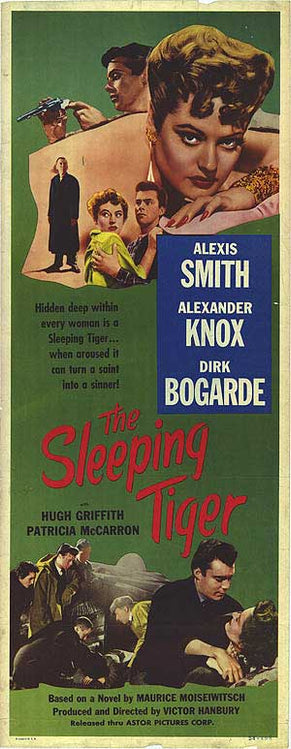 ALEXIS
SMITH
ALEXANDER
KNOX
DIRK
BOGARDE
Hidden deep within
every woman is a
Sleeping Tiger...
when aroused it
can turn a saint
into a sinner!
The
Sleeping
Tiger
with
HUGH GRIFFITH
PATRICIA McCARRON
Based on a Novel by MAURICE MOISEIWITSCH
Produced and Directed by VICTOR HANBURY
Released thru ASTOR PICTURES CORP.